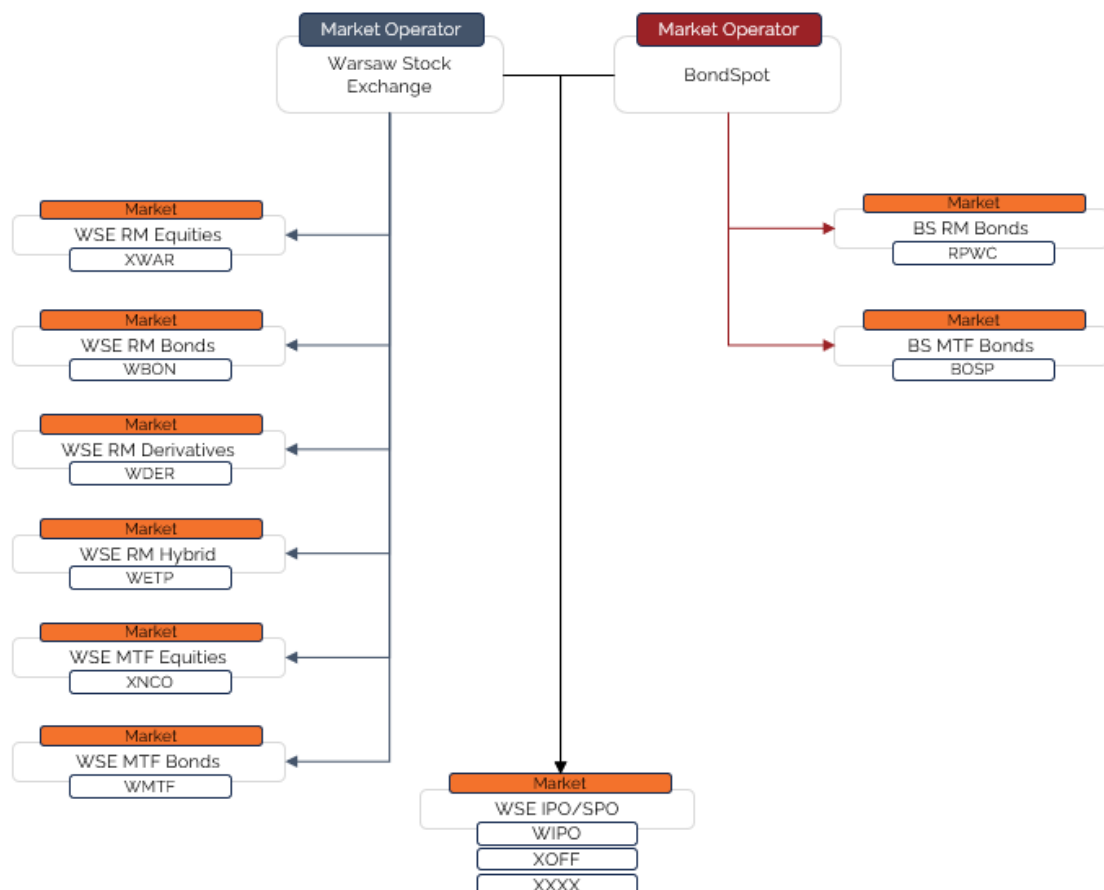 Market Operator
Warsaw Stock
Exchange
Market Operator
BondSpot
Market
WSE RM Equities
XWAR
Market
WSE RM Bonds
WBON
Market
WSE RM Derivatives
WDER
Market
WSE RM Hybrid
WETP
Market
WSE MTF Equities
XNCO
Market
WSE MTF Bonds
WMTF
Market
BS RM Bonds
RPWC
Market
BS MTF Bonds
BOSP
Market
WSE IPO/SPO
WIPO
XOFF
XXXX